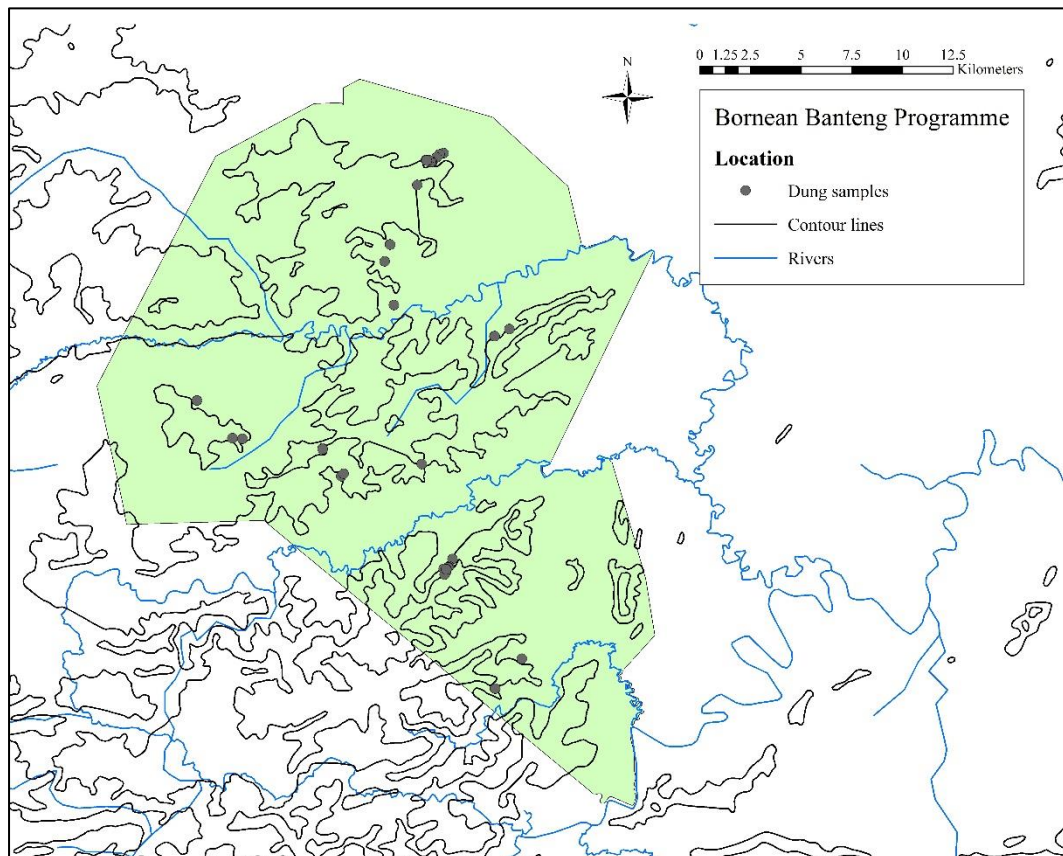 0 1.25 2.5 5 7.5 10 12.5
Kilometers
N
Bornean Banteng Programme
Location
Dung samples
Contour lines
Rivers